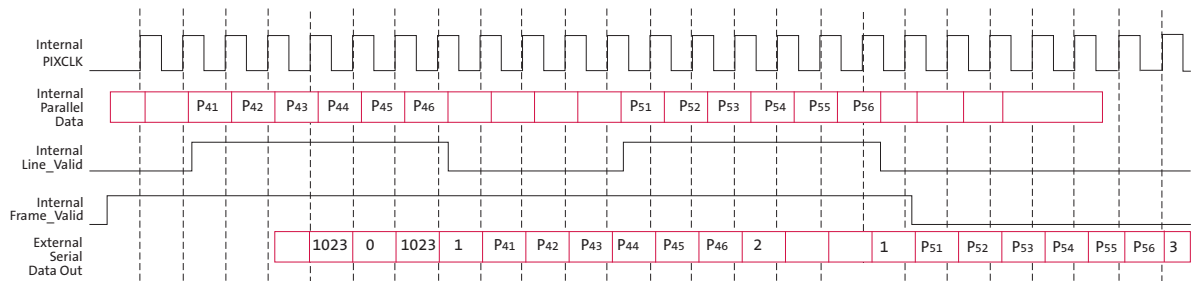 Internal
PIXCLK
Internal
Parallel
Data
P41 P42 P43 P44 P45 P46 P51 P52 P53 P54 P55 P56
Internal
Line_Valid
Internal
Frame_Valid
External
Serial
Data Out
1023 0 1023 1 P41 P42 P43 P44 P45 P46 2 1 P51 P52 P53 P54 P55 P56 3